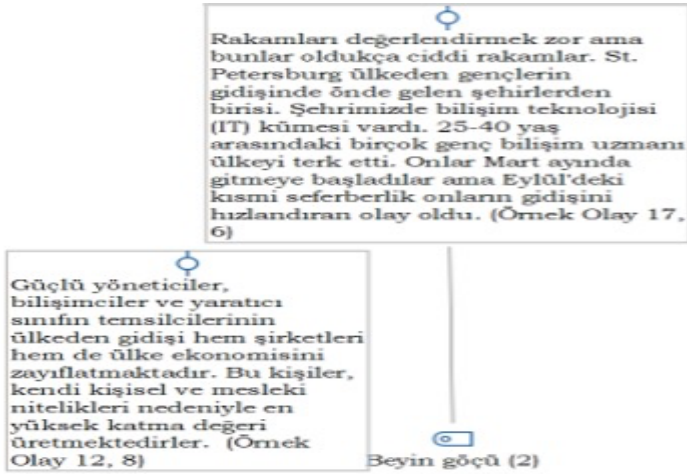 Rakamları değerlendirmek zor ama
bunlar oldukça ciddi rakamlar. St.
Petersburg ülkeden gençlerin
gidişinde önde gelen şehirlerden
birisi. Şehrimizde bilişim teknolojisi
(IT) kümesi vardı. 25-40 yaş
arasındaki birçok genç bilişim uzmanı
ülkeyi terk etti. Onlar Mart ayında
gitmeye başladılar ama Eylül'deki
kısmi seferberlik onların gidişini
hızlandıran olay oldu. (Örnek Olay 17,
6)
Güçlü yöneticiler,
bilişimciler ve yaratıcı
sınıfın temsilcilerinin
ülkeden gidişi hem şirketleri
hem de ülke ekonomisini
zayıflatmaktadır. Bu kişiler,
kendi kişisel ve mesleki
nitelikleri nedeniyle en
yüksek katma değeri
üretmektedirler. (Örnek
Olay 12, 8)
Beyin göçü (2)